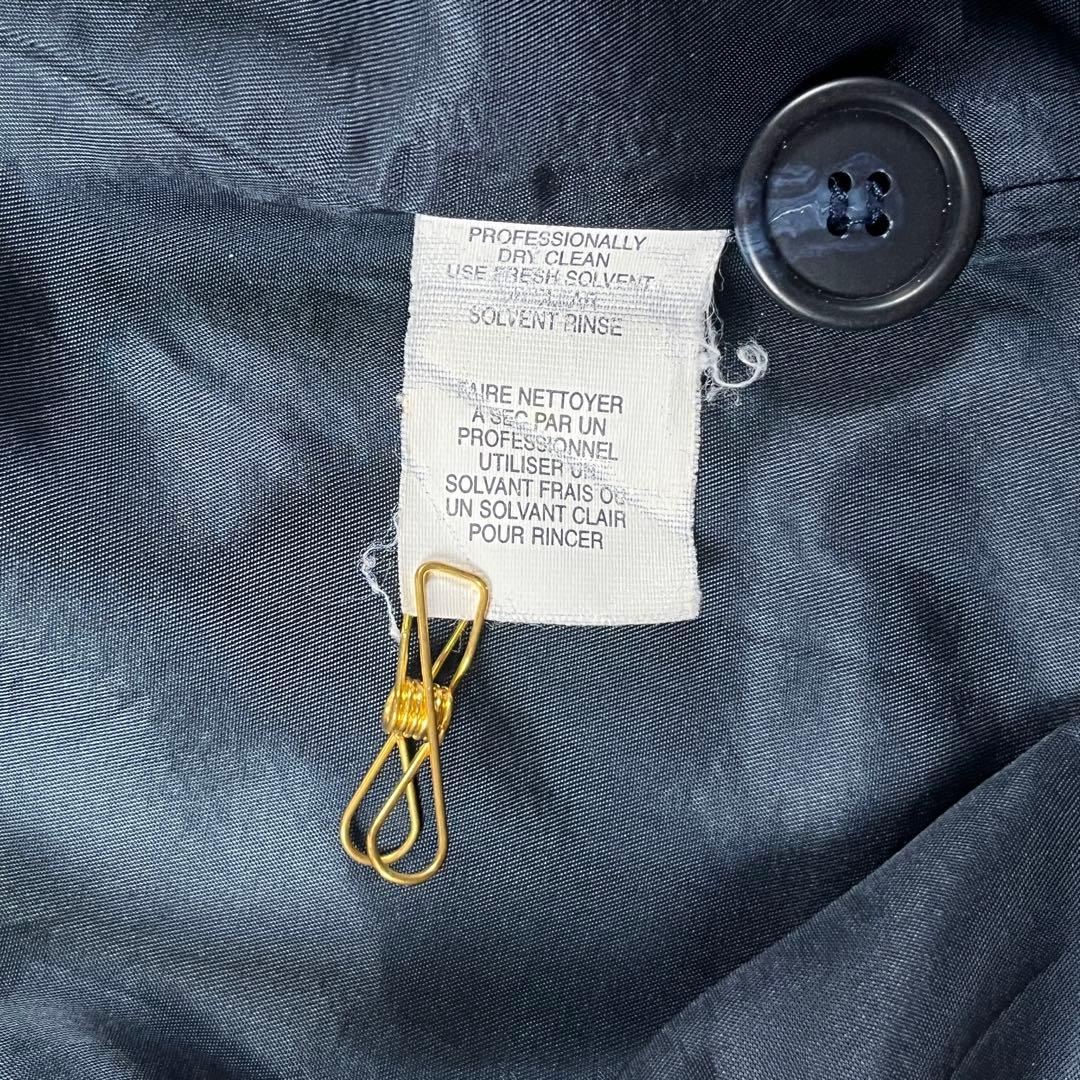 PROFESSIONALLY
DRY CLEAN
USE FRESH SOLVENT
SOLVENT RINSE
FAIRE NETTOYER
A SEC PAR UN
PROFESSIONNEL
UTILISER UN
SOLVANT FRAIS OU
UN SOLVANT CLAIR
POUR RINCER